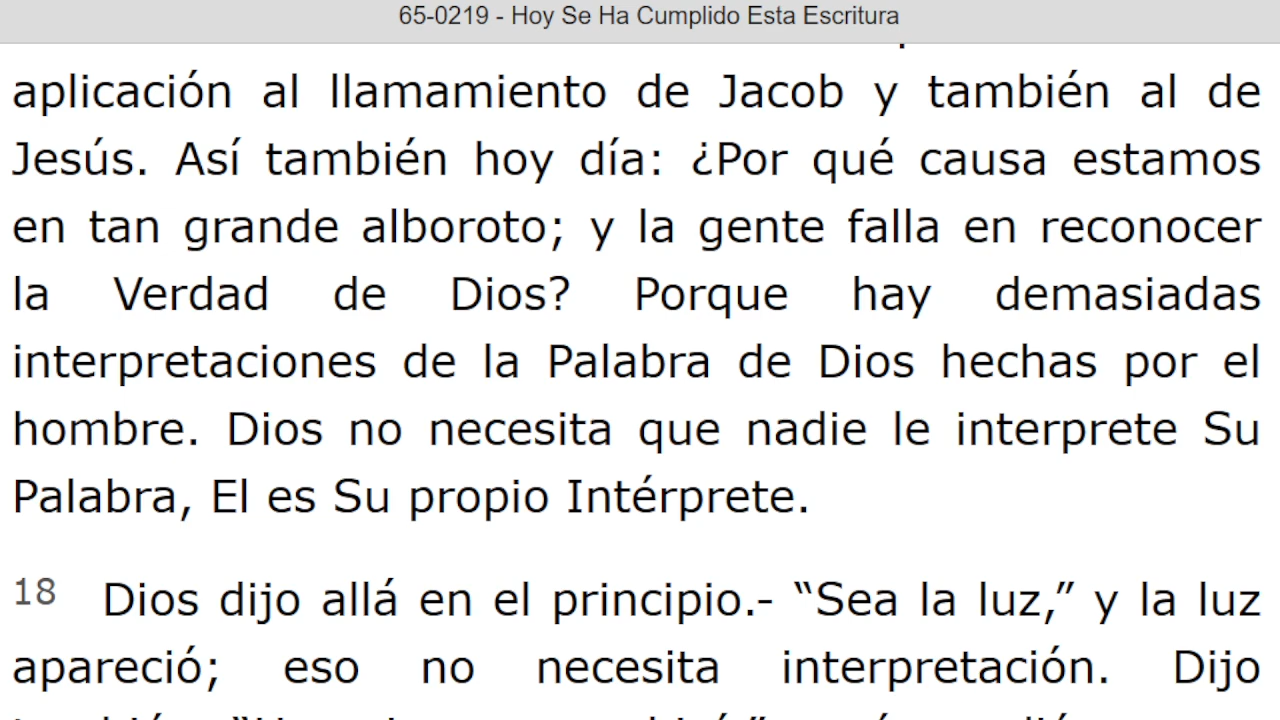 65-0219 - Hoy Se Ha Cumplido Esta Escritura
aplicación al llamamiento de Jacob y también al de
Jesús. Así también hoy día: ¿Por qué causa estamos
en tan grande alboroto; y la gente falla en reconocer
la Verdad de Dios? Porque hay demasiadas
interpretaciones de la Palabra de Dios hechas por el
hombre. Dios no necesita que nadie le interprete Su
Palabra, El es Su propio Intérprete.
18 Dios dijo allá en el principio.- “Sea la luz,” y la luz
apareció; eso no necesita interpretación. Dijo